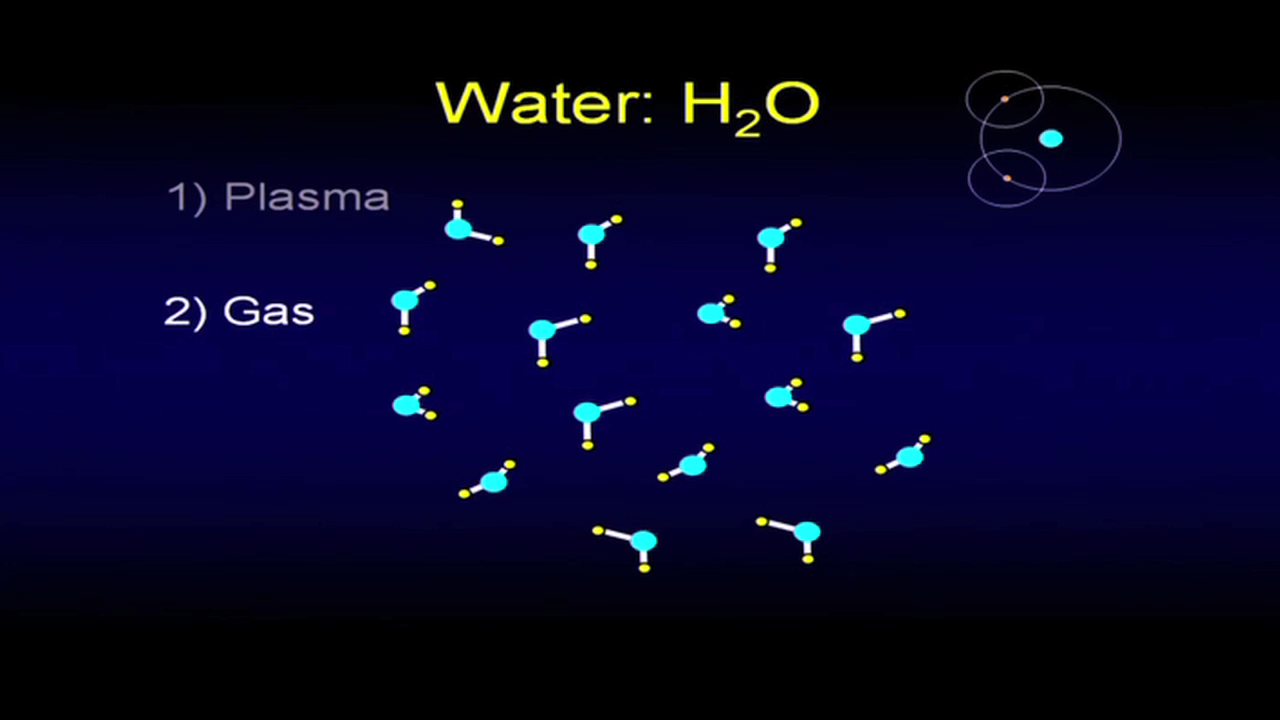 Water: H₂O
1) Plasma
2) Gas